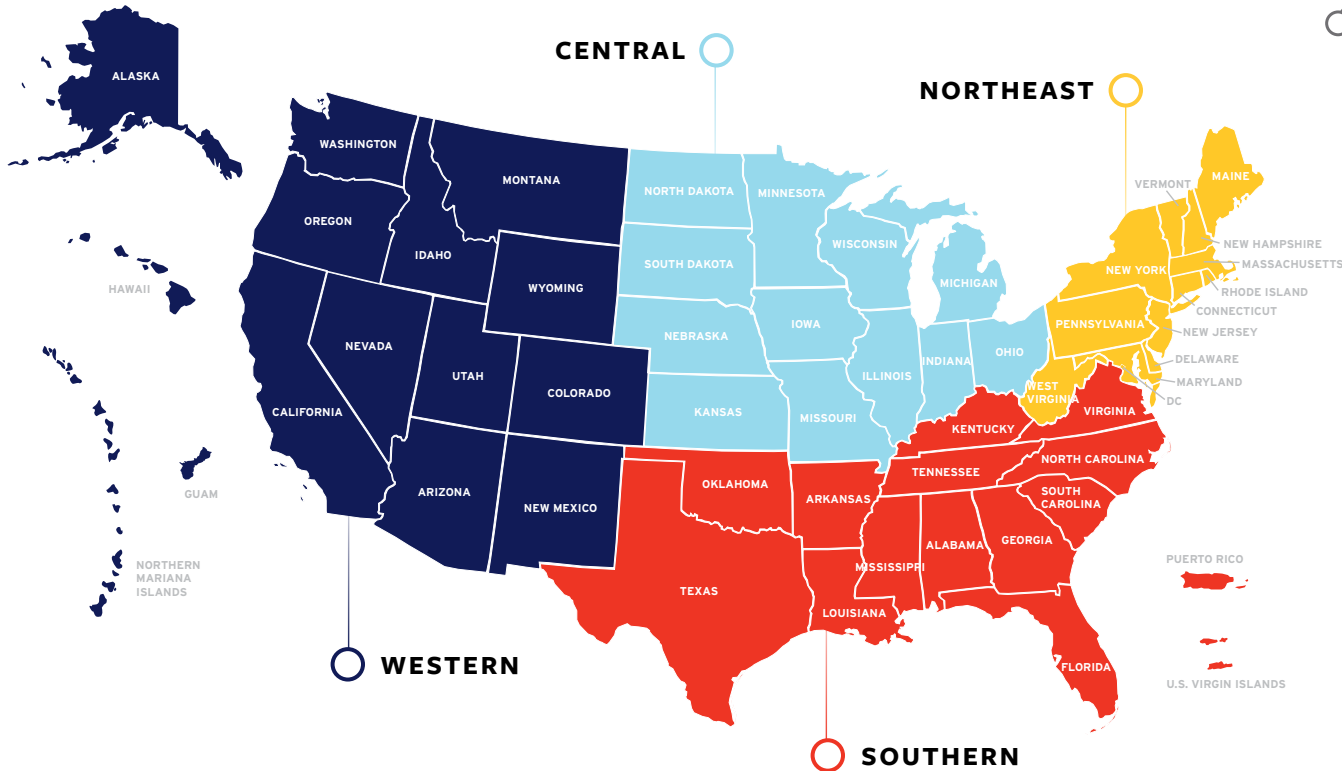 CENTRAL
NORTHEAST
ALASKA
WASHINGTON
MONTANA
NORTH DAKOTA
MINNESOTA
MAINE
VERMONT
OREGON
IDAHO
SOUTH DAKOTA
WISCONSIN
NEW HAMPSHIRE
MASSACHUSETTS
NEW YORK
MICHIGAN
HAWAII
WYOMING
RHODE ISLAND
CONNECTICUT
NEW JERSEY
PENNSYLVANIA
IOWA
NEBRASKA
NEVADA
OHIO
INDIANA
DELAWARE
UTAH
ILLINOIS
MARYLAND
COLORADO
WEST
VIRGINIA
DC
CALIFORNIA
KANSAS
MISSOURI
VIRGINIA
KENTUCKY
NORTH CAROLINA
TENNESSEE
OKLAHOMA
ARKANSAS
GUAM
ARIZONA
SOUTH
CAROLINA
NEW MEXICO
GEORGIA
ALABAMA
PUERTO RICO
NORTHERN
MARIANA
ISLANDS
MISSISSIPPI
TEXAS
LOUISIANA
FLORIDA
U.S. VIRGIN ISLANDS
WESTERN
SOUTHERN